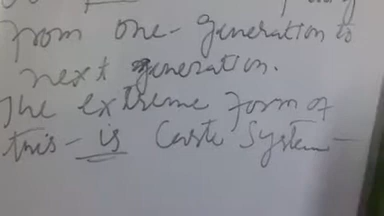 from one-generation to
next generation.
The extreme form of
this - is Caste System -